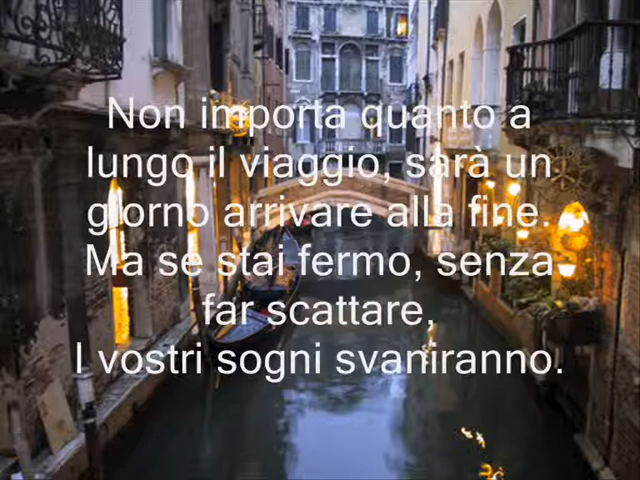 Non importa quanto a
lungo il viaggio, sarà un
giorno arrivare alla fine.
Ma se stai fermo, senza
far scattare,
I vostri sogni svaniranno.